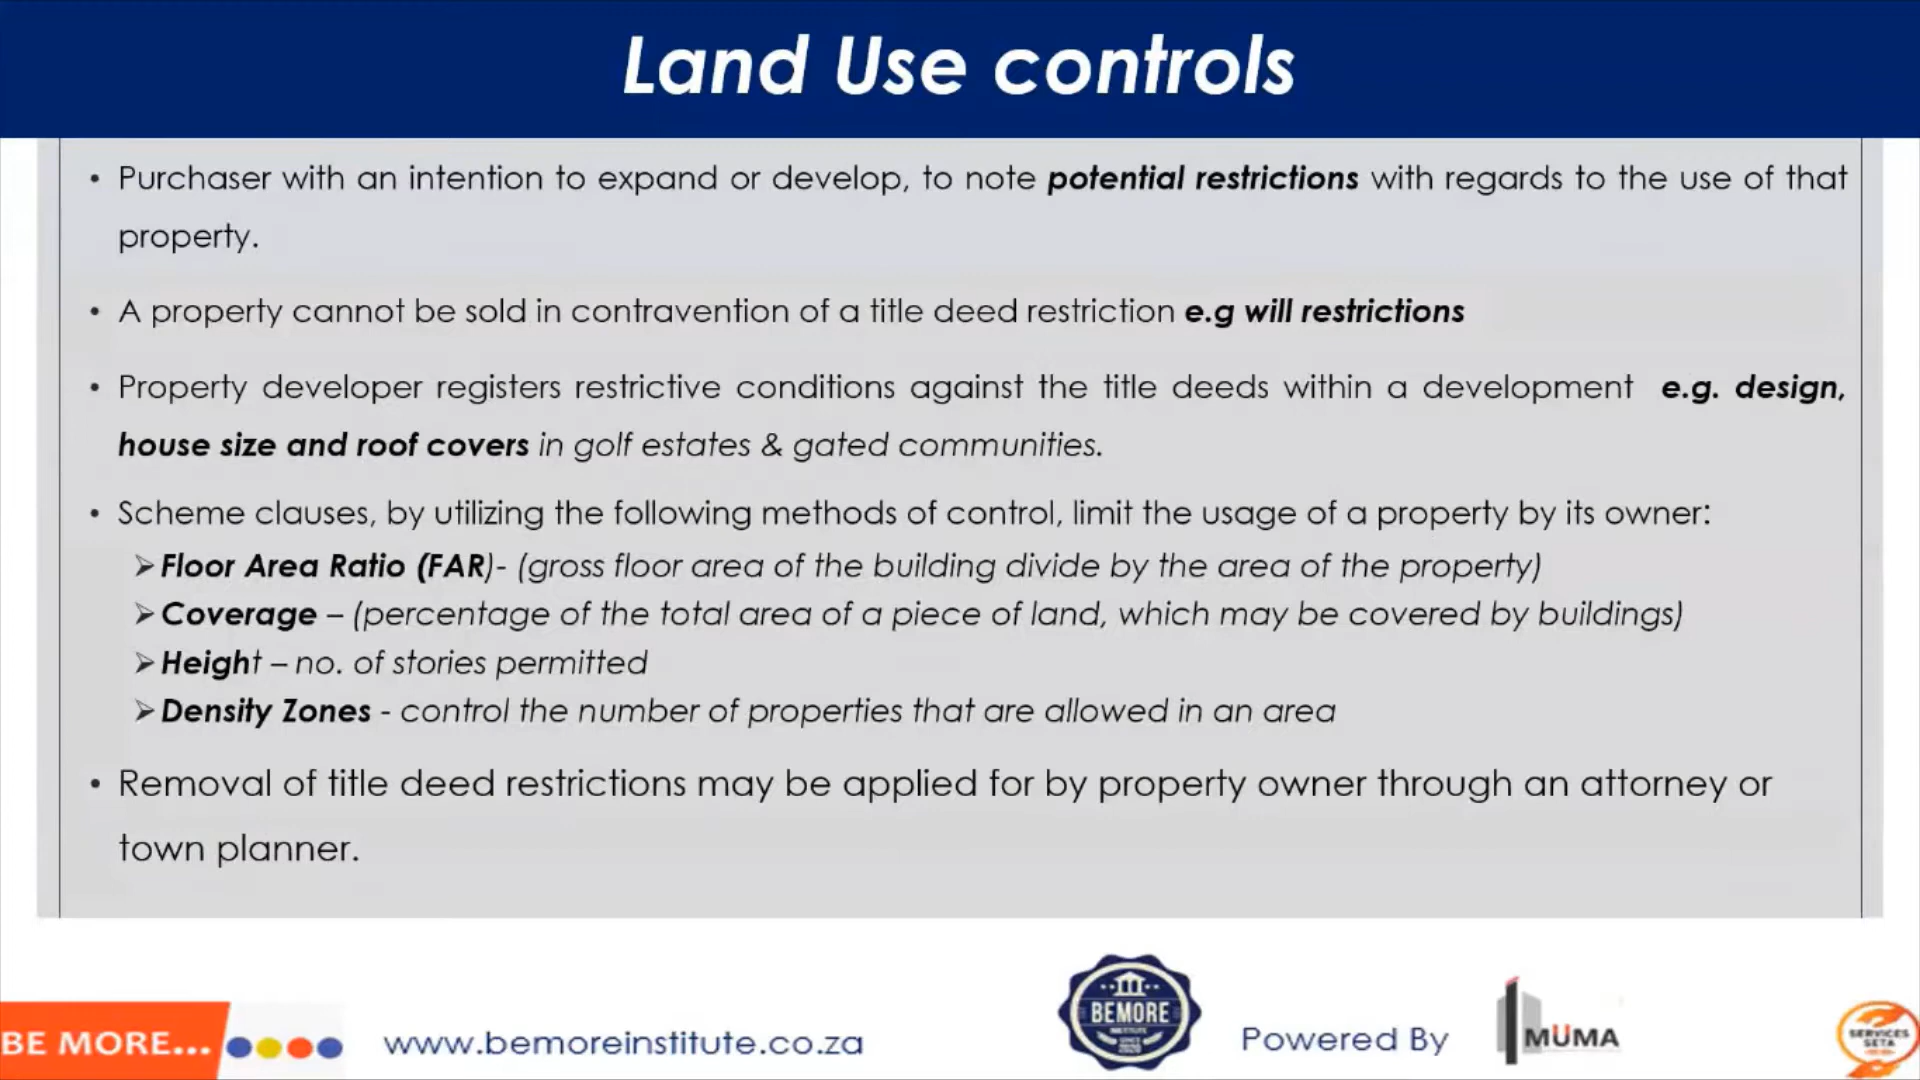 Land Use controls
• Purchaser with an intention to expand or develop, to note potential restrictions with regards to the use of that
property.
• A property cannot be sold in contravention of a title deed restriction e.g will restrictions
• Property developer registers restrictive conditions against the title deeds within a development e.g. design,
house size and roof covers in golf estates & gated communities.
• Scheme clauses, by utilizing the following methods of control, limit the usage of a property by its owner:
➢ Floor Area Ratio (FAR)- (gross floor area of the building divide by the area of the property)
➢ Coverage – (percentage of the total area of a piece of land, which may be covered by buildings)
➢ Height – no. of stories permitted
➢ Density Zones - control the number of properties that are allowed in an area
• Removal of title deed restrictions may be applied for by property owner through an attorney or
town planner.
BE MORE...
www.bemoreinstitute.co.za
BEMORE
INSTITUTE
SINCE
2020
Powered By
MUMA
SERVICES
SETA